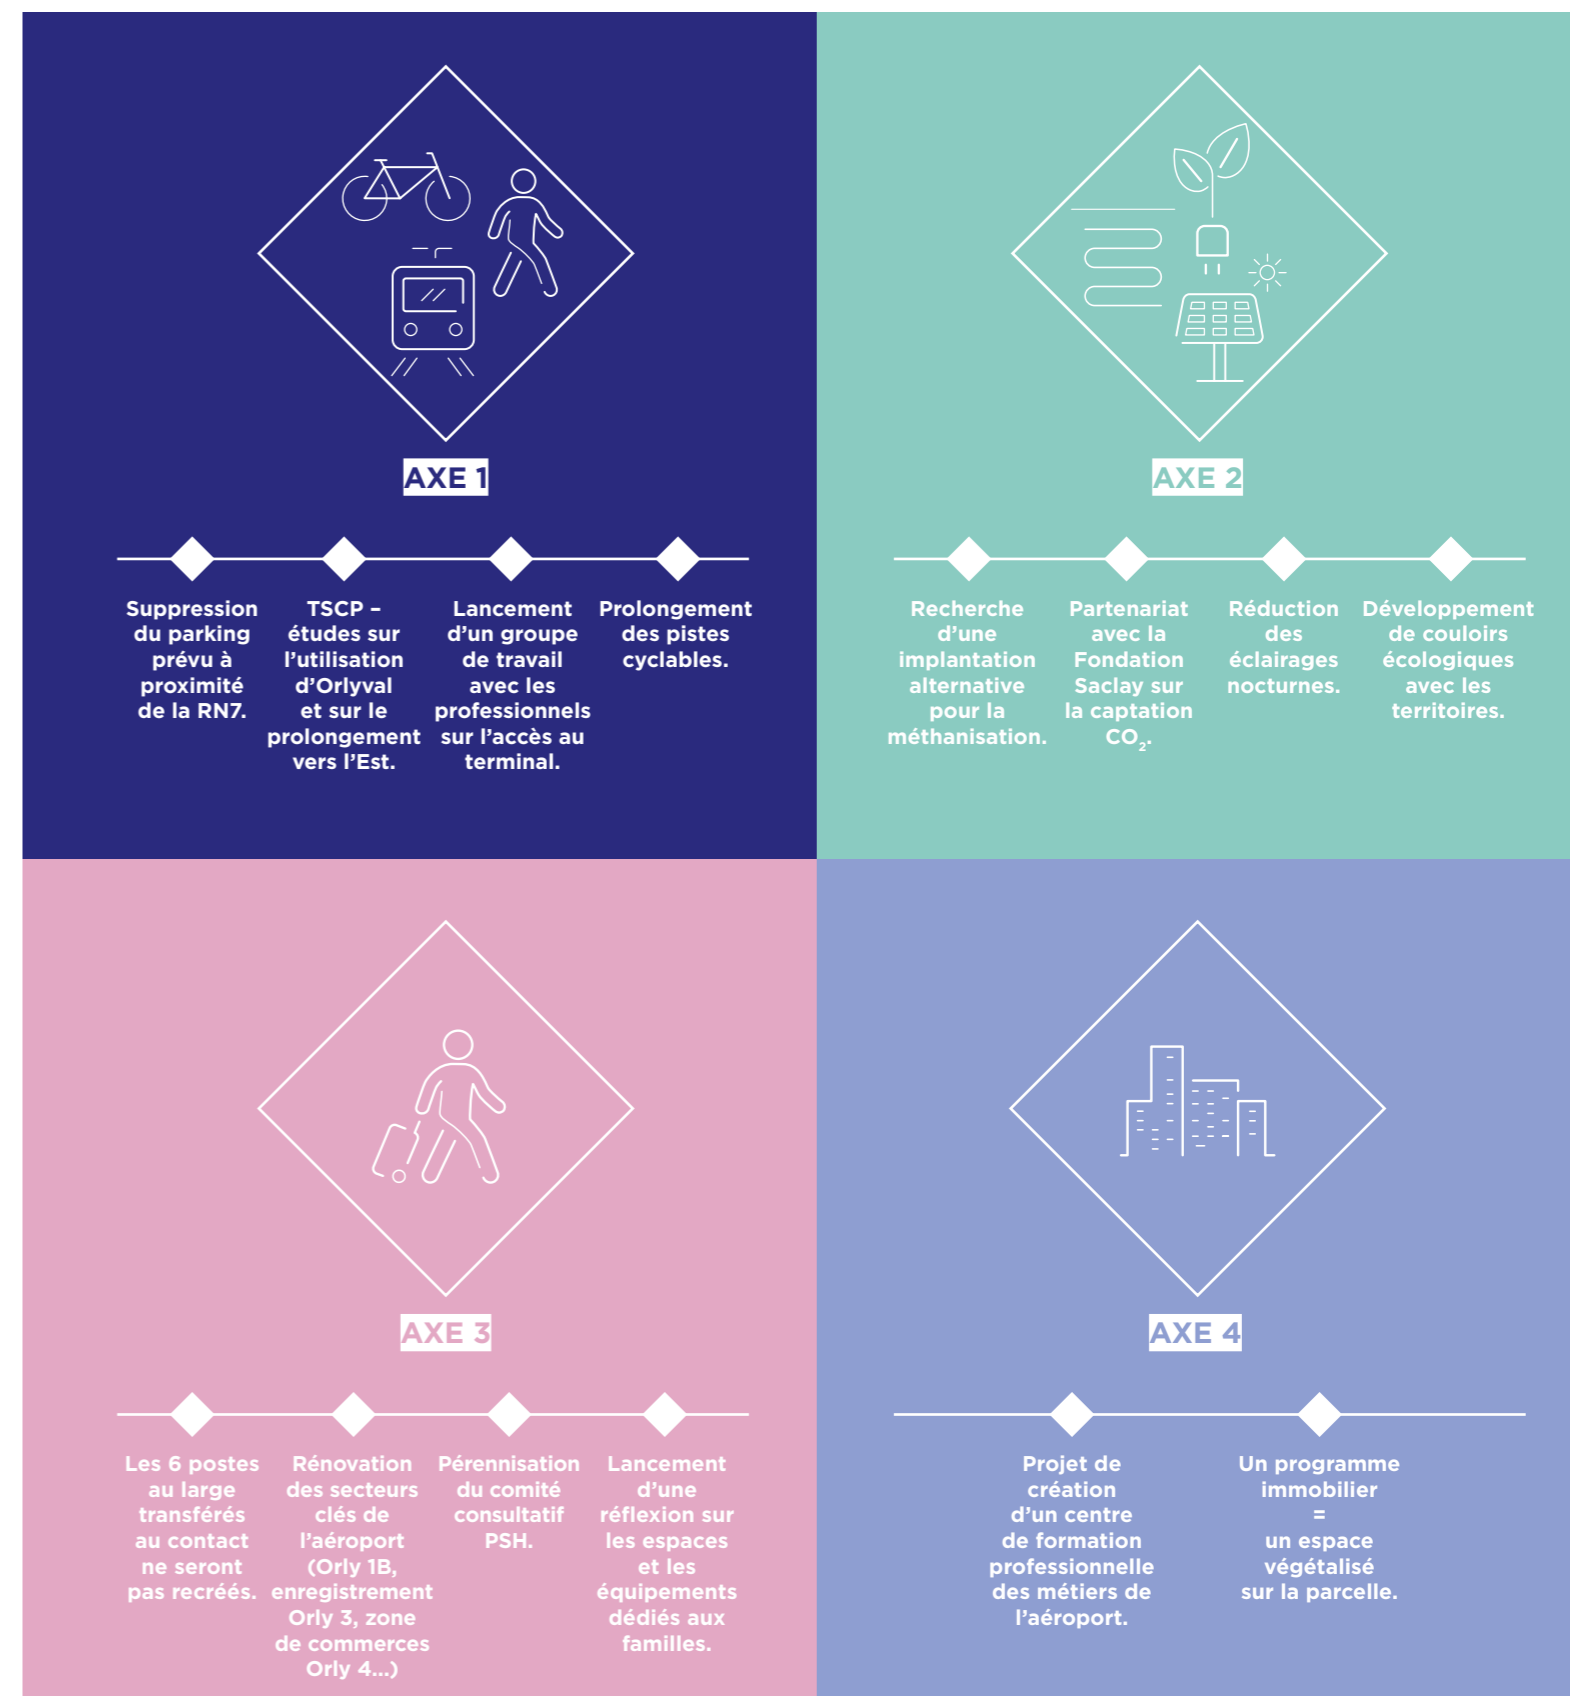 AXE 1
Suppression
du parking
prévu à
proximité
de la RN7.
TSCP –
études sur
l’utilisation
d’Orlyval
et sur le
prolongement
vers l’Est.
Lancement
d’un groupe
de travail
avec les
professionnels
sur l’accès au
terminal.
Prolongement
des pistes
cyclables.
AXE 2
Recherche
d’une
implantation
alternative
pour la
méthanisation.
Partenariat
avec la
Fondation
Saclay sur
la captation
CO₂.
Réduction
des
éclairages
nocturnes.
Développement
de couloirs
écologiques
avec les
territoires.
AXE 3
Les 6 postes
au large
transférés
au contact
ne seront
pas recréés.
Rénovation
des secteurs
clés de
l’aéroport
(Orly 1B,
enregistrement
Orly 3, zone
de commerces
Orly 4...)
Pérennisation
du comité
consultatif
PSH.
Lancement
d’une
réflexion sur
les espaces
et les
équipements
dédiés aux
familles.
AXE 4
Projet de
création
d’un centre
de formation
professionnelle
des métiers de
l’aéroport.
Un programme
immobilier
=
un espace
végétalisé
sur la parcelle.